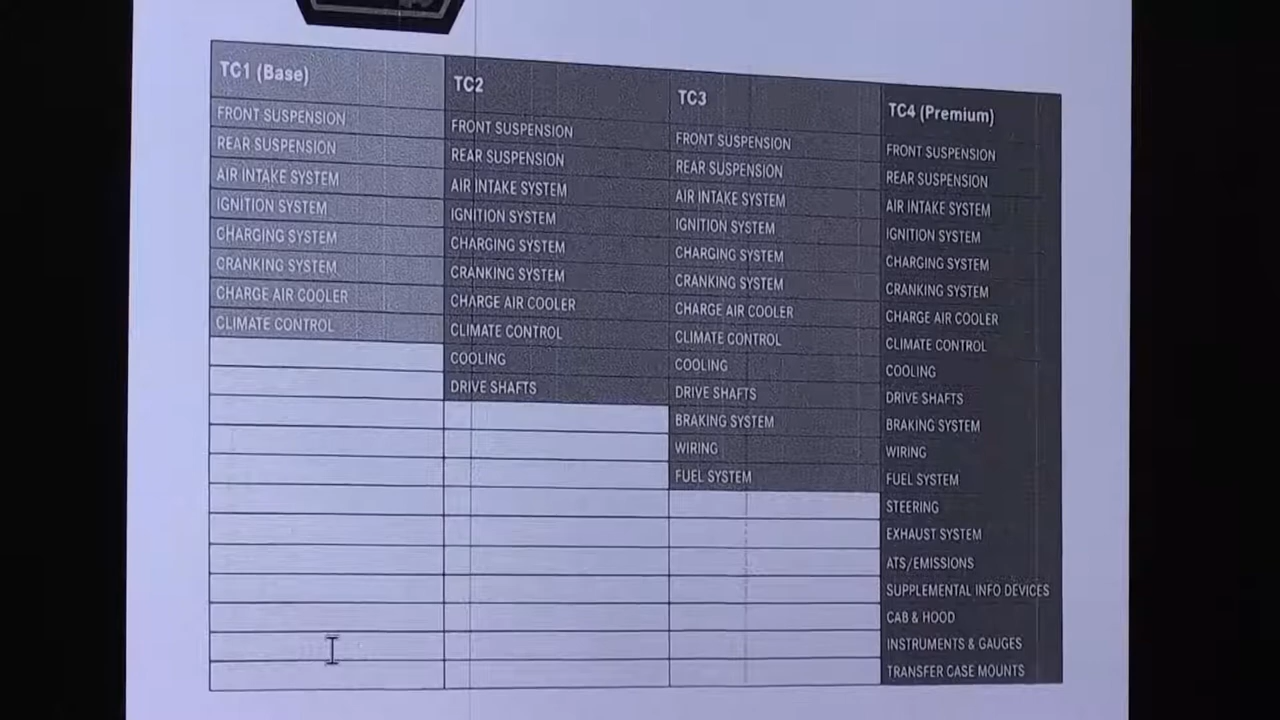 TC1 (Base)
FRONT SUSPENSION
REAR SUSPENSION
AIR INTAKE SYSTEM
IGNITION SYSTEM
CHARGING SYSTEM
CRANKING SYSTEM
CHARGE AIR COOLER
CLIMATE CONTROL
TC2
FRONT SUSPENSION
REAR SUSPENSION
AIR INTAKE SYSTEM
IGNITION SYSTEM
CHARGING SYSTEM
CRANKING SYSTEM
CHARGE AIR COOLER
CLIMATE CONTROL
COOLING
DRIVE SHAFTS
TC3
FRONT SUSPENSION
REAR SUSPENSION
AIR INTAKE SYSTEM
IGNITION SYSTEM
CHARGING SYSTEM
CRANKING SYSTEM
CHARGE AIR COOLER
CLIMATE CONTROL
COOLING
DRIVE SHAFTS
BRAKING SYSTEM
WIRING
FUEL SYSTEM
TC4 (Premium)
FRONT SUSPENSION
REAR SUSPENSION
AIR INTAKE SYSTEM
IGNITION SYSTEM
CHARGING SYSTEM
CRANKING SYSTEM
CHARGE AIR COOLER
CLIMATE CONTROL
COOLING
DRIVE SHAFTS
BRAKING SYSTEM
WIRING
FUEL SYSTEM
STEERING
EXHAUST SYSTEM
ATS/EMISSIONS
SUPPLEMENTAL INFO DEVICES
CAB & HOOD
INSTRUMENTS & GAUGES
TRANSFER CASE MOUNTS